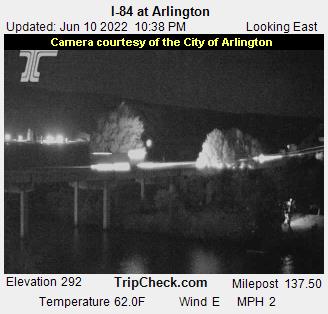 I-84 at Arlington
Updated: Jun 10 2022 10:38 PM Looking East
Camera courtesy of the City of Arlington
Elevation 292 TripCheck.com Milepost 137.50
Temperature 62.0F Wind E MPH 2